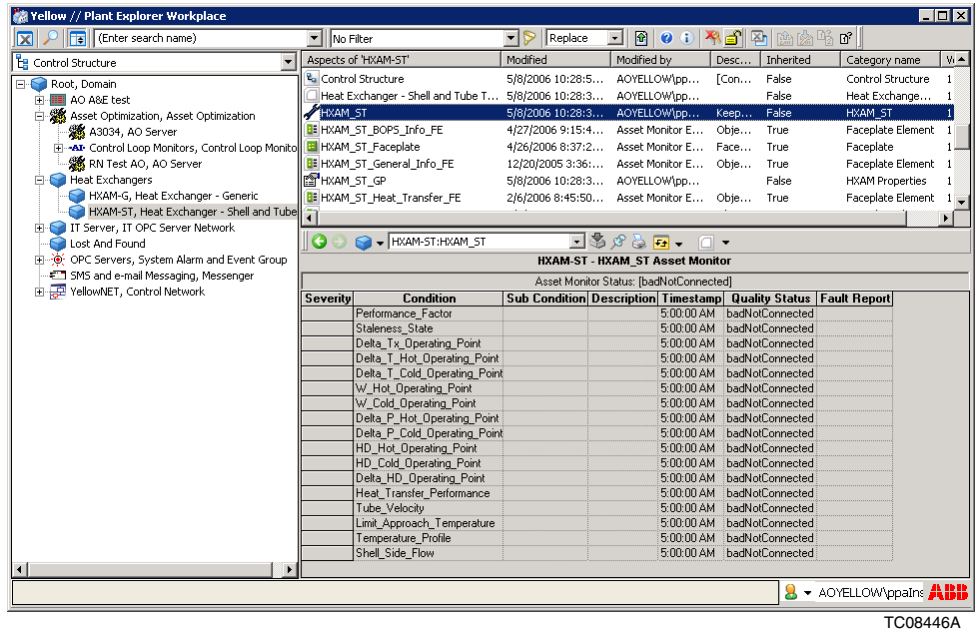 Yellow // Plant Explorer Workplace
(Enter search name) No Filter Replace
Control Structure
Root, Domain
AO A&E test
Asset Optimization, Asset Optimization
A3034, AO Server
Control Loop Monitors, Control Loop Monito
RN Test AO, AO Server
Heat Exchangers
HXAM-G, Heat Exchanger - Generic
HXAM-ST, Heat Exchanger - Shell and Tube
IT Server, IT OPC Server Network
Lost And Found
OPC Servers, System Alarm and Event Group
SMS and e-mail Messaging, Messenger
YellowNET, Control Network
Aspects of 'HXAM-ST' Modified Modified by Desc... Inherited Category name
Control Structure 5/8/2006 10:28:5... AOYELLOW\pp... [Con... False Control Structure 1
Heat Exchanger - Shell and Tube T... 5/8/2006 10:28:3... AOYELLOW\pp... False Heat Exchange... 1
HXAM_ST 5/8/2006 10:28:3... AOYELLOW\pp... Keep... False HXAM_ST 1
HXAM_ST_BOPS_Info_FE 4/27/2006 9:15:4... Asset Monitor E... Obje... True Faceplate Element 1
HXAM_ST_Faceplate 4/26/2006 8:37:2... Asset Monitor E... Face... True Faceplate 1
HXAM_ST_General_Info_FE 12/20/2005 3:36:... Asset Monitor E... Obje... True Faceplate Element 1
HXAM_ST_GP 5/8/2006 10:28:3... AOYELLOW\pp... False HXAM Properties 1
HXAM_ST_Heat_Transfer_FE 2/6/2006 8:45:50... Asset Monitor E... Obje... True Faceplate Element 1
HXAM-ST:HXAM_ST
HXAM-ST - HXAM_ST Asset Monitor
Asset Monitor Status: [badNotConnected]
Severity Condition Sub Condition Description Timestamp Quality Status Fault Report
Performance_Factor 5:00:00 AM badNotConnected
Staleness_State 5:00:00 AM badNotConnected
Delta_Tx_Operating_Point 5:00:00 AM badNotConnected
Delta_T_Hot_Operating_Point 5:00:00 AM badNotConnected
Delta_T_Cold_Operating_Point 5:00:00 AM badNotConnected
W_Hot_Operating_Point 5:00:00 AM badNotConnected
W_Cold_Operating_Point 5:00:00 AM badNotConnected
Delta_P_Hot_Operating_Point 5:00:00 AM badNotConnected
Delta_P_Cold_Operating_Point 5:00:00 AM badNotConnected
HD_Hot_Operating_Point 5:00:00 AM badNotConnected
HD_Cold_Operating_Point 5:00:00 AM badNotConnected
Delta_HD_Operating_Point 5:00:00 AM badNotConnected
Heat_Transfer_Performance 5:00:00 AM badNotConnected
Tube_Velocity 5:00:00 AM badNotConnected
Limit_Approach_Temperature 5:00:00 AM badNotConnected
Temperature_Profile 5:00:00 AM badNotConnected
Shell_Side_Flow 5:00:00 AM badNotConnected
AOYELLOW\ppaIns ABB
TC08446A